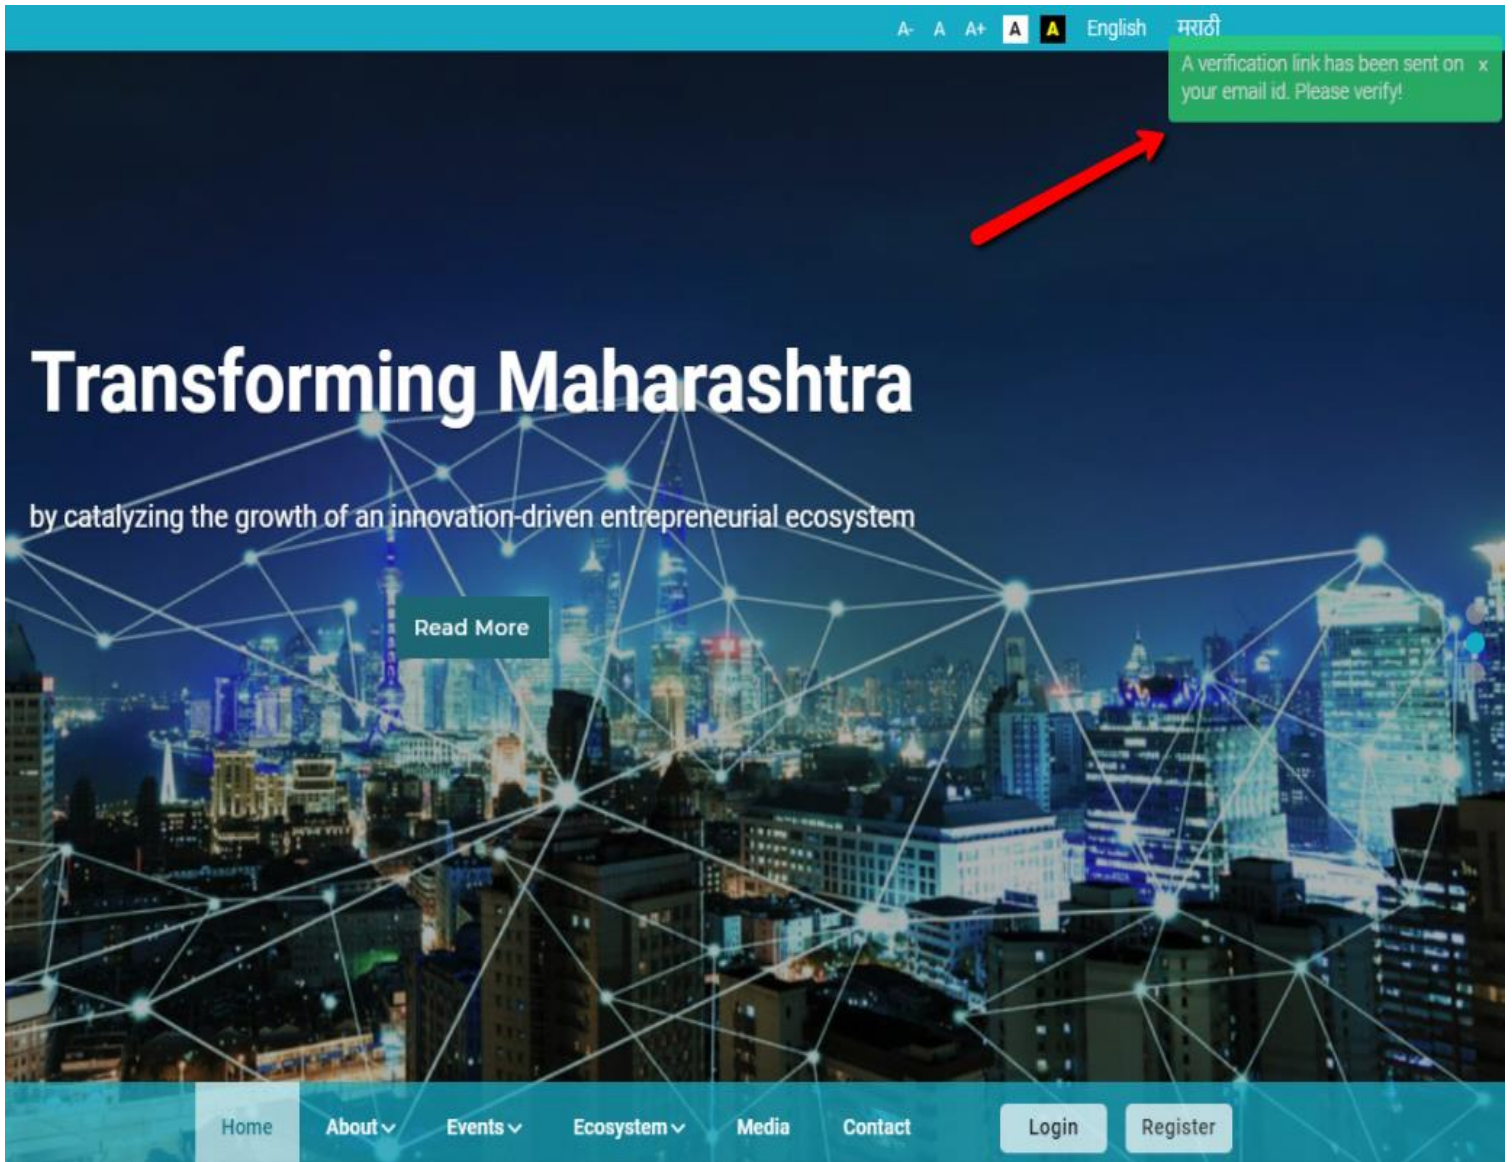 A- A A+ A A English मराठी
A verification link has been sent on x
your email id. Please verify!
Transforming Maharashtra
by catalyzing the growth of an innovation-driven entrepreneurial ecosystem
Read More
Home About Events Ecosystem Media Contact Login Register